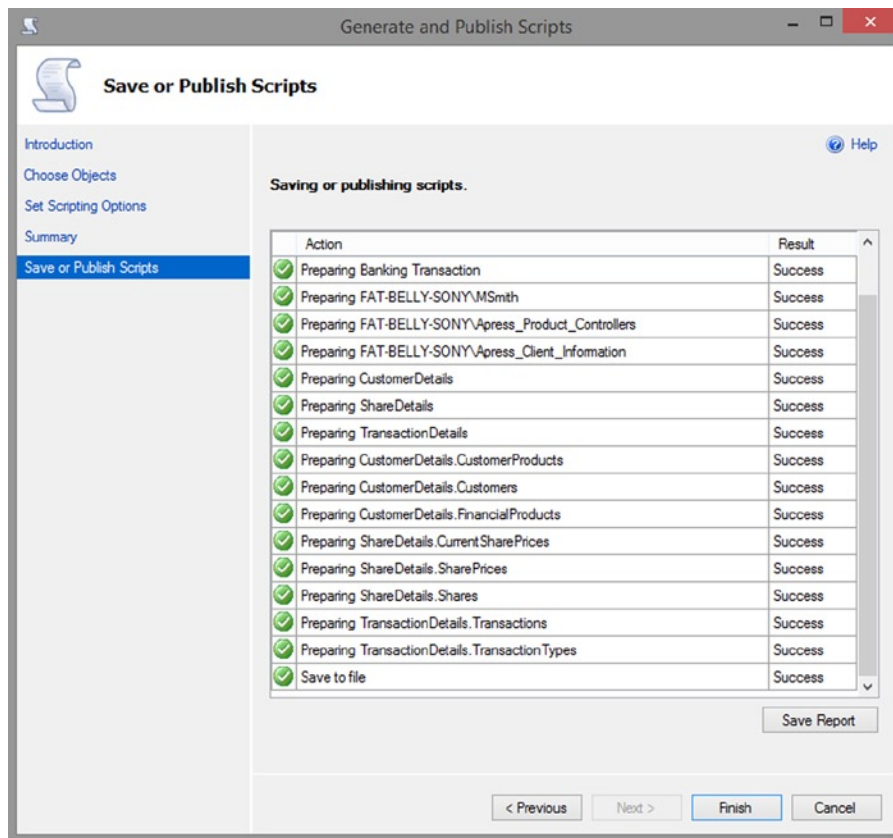 Generate and Publish Scripts
Save or Publish Scripts
Introduction
Choose Objects
Set Scripting Options
Summary
Save or Publish Scripts
Help
Saving or publishing scripts.
Action Result
Preparing Banking Transaction Success
Preparing FAT-BELLY-SONY\MSmith Success
Preparing FAT-BELLY-SONY\Apress_Product_Controllers Success
Preparing FAT-BELLY-SONY\Apress_Client_Information Success
Preparing CustomerDetails Success
Preparing ShareDetails Success
Preparing TransactionDetails Success
Preparing CustomerDetails.CustomerProducts Success
Preparing CustomerDetails.Customers Success
Preparing CustomerDetails.FinancialProducts Success
Preparing ShareDetails.CurrentSharePrices Success
Preparing ShareDetails.SharePrices Success
Preparing ShareDetails.Shares Success
Preparing TransactionDetails.Transactions Success
Preparing TransactionDetails.TransactionTypes Success
Save to file Success
Save Report
< Previous Next > Finish Cancel